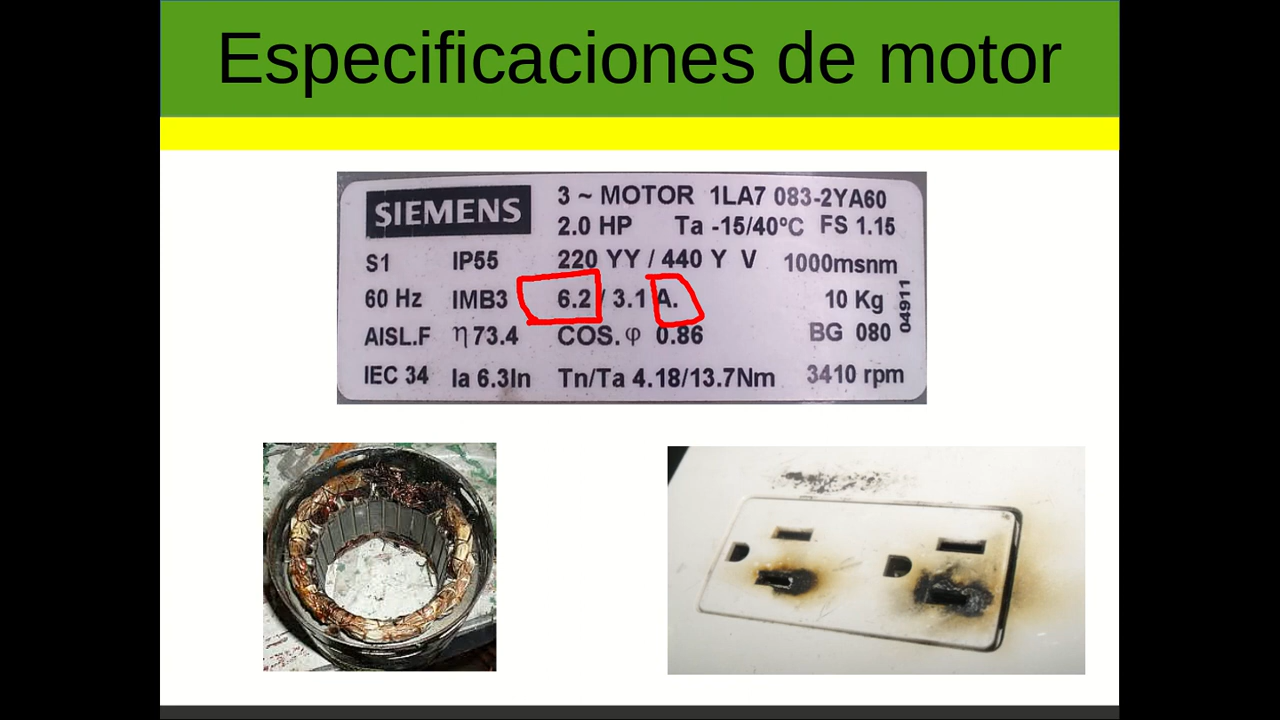 Especificaciones de motor
SIEMENS
3 ~ MOTOR 1LA7 083-2YA60
2.0 HP Ta -15/40ºC FS 1.15
S1 IP55 220 YY / 440 Y V 1000msnm
60 Hz IMB3 6.2 / 3.1 A. 10 Kg
AISL.F η 73.4 COS. φ 0.86 BG 080
IEC 34 Ia 6.3In Tn/Ta 4.18/13.7Nm 3410 rpm
04911